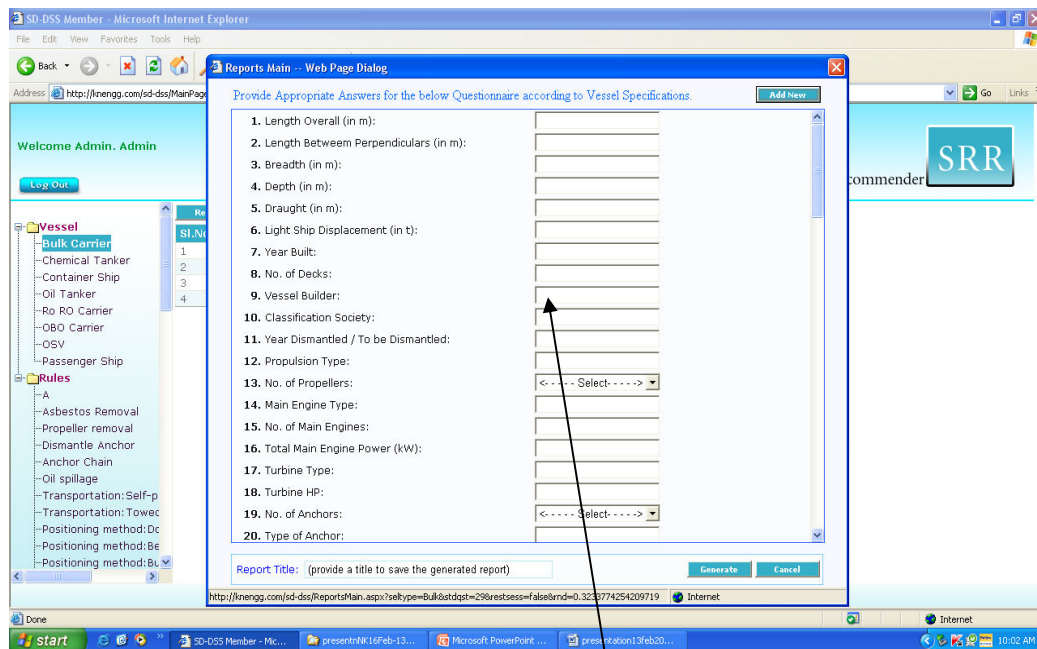 SD-DSS Member - Microsoft Internet Explorer
File Edit View Favorites Tools Help
Back
Address http://knengg.com/sd-dss/MainPage Go Links
Welcome Admin. Admin
Log Out
commender SRR
Vessel
Bulk Carrier
Chemical Tanker
Container Ship
Oil Tanker
Ro RO Carrier
OBO Carrier
OSV
Passenger Ship
Rules
A
Asbestos Removal
Propeller removal
Dismantle Anchor
Anchor Chain
Oil spillage
Transportation:Self-p
Transportation:Towed
Positioning method:Do
Positioning method:Be
Positioning method:Bu
Re
Sl.No
1
2
3
4
Reports Main -- Web Page Dialog
Provide Appropriate Answers for the below Questionnaire according to Vessel Specifications. Add New
1. Length Overall (in m):
2. Length Betweem Perpendiculars (in m):
3. Breadth (in m):
4. Depth (in m):
5. Draught (in m):
6. Light Ship Displacement (in t):
7. Year Built:
8. No. of Decks:
9. Vessel Builder:
10. Classification Society:
11. Year Dismantled / To be Dismantled:
12. Propulsion Type:
13. No. of Propellers: <- - - - - Select- - - - -> 
14. Main Engine Type:
15. No. of Main Engines:
16. Total Main Engine Power (kW):
17. Turbine Type:
18. Turbine HP:
19. No. of Anchors: <- - - - - Select- - - - ->
20. Type of Anchor:
Report Title: (provide a title to save the generated report) Generate Cancel
http://knengg.com/sd-dss/ReportsMain.aspx?seltype=Bulk&stdqst=29&restsess=false&rnd=0.3233774254209719 Internet
Done Internet
start SD-DSS Member - Mic... presentnNK16Feb-13... Microsoft PowerPoint ... presentation13feb20... 10:02 AM